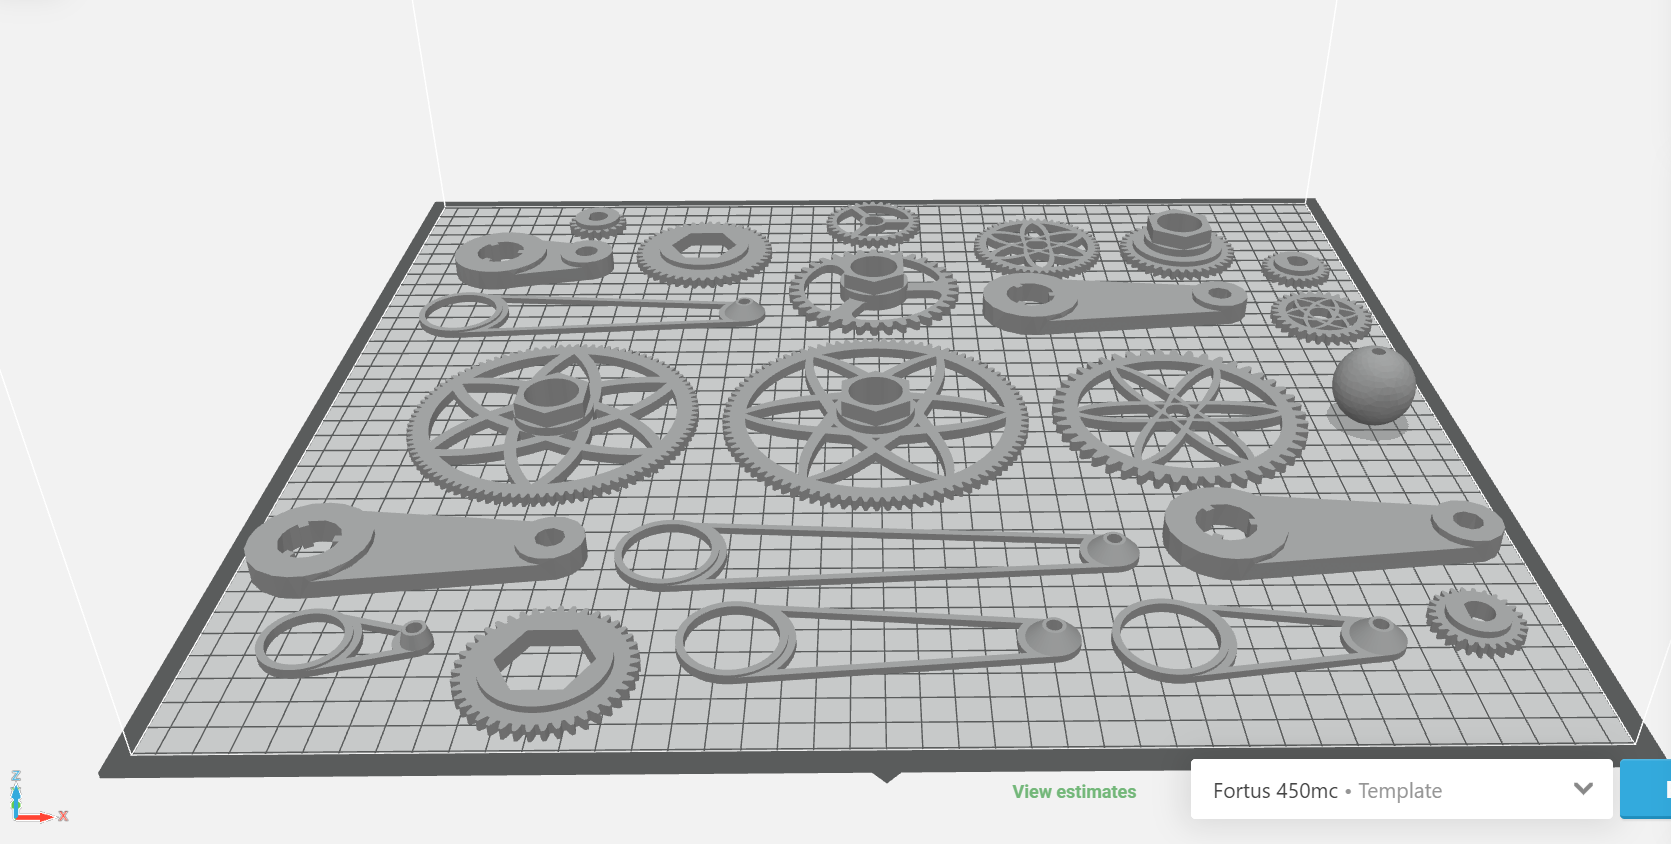 Z
X
View estimates
Fortus 450mc • Template